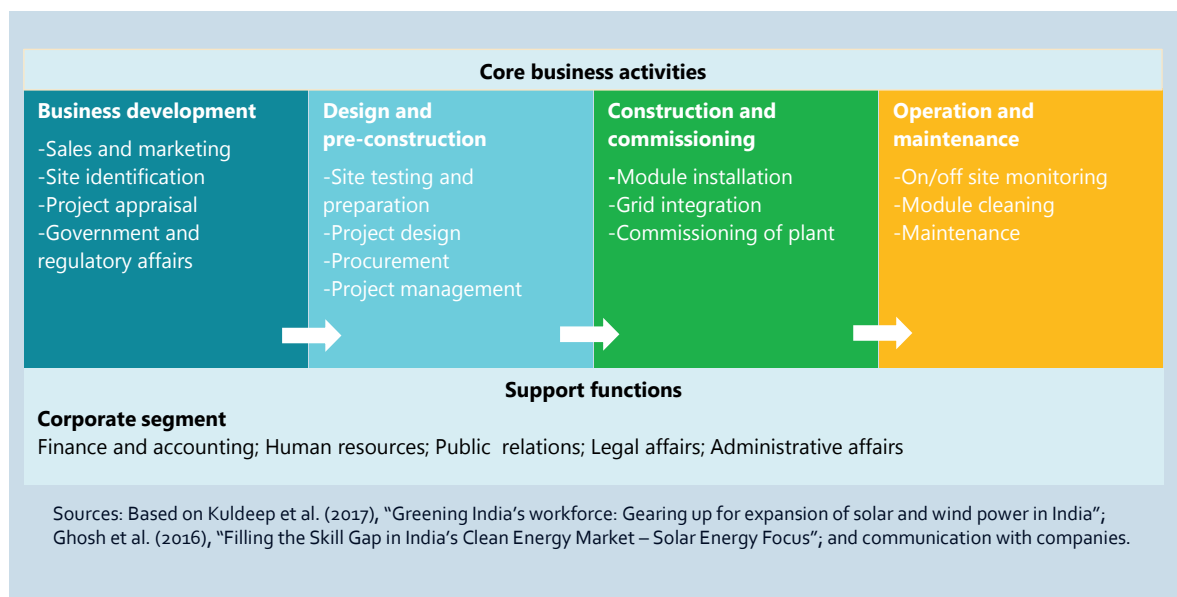 Core business activities
Business development
-Sales and marketing
-Site identification
-Project appraisal
-Government and
regulatory affairs
Design and
pre-construction
-Site testing and
preparation
-Project design
-Procurement
-Project management
Construction and
commissioning
-Module installation
-Grid integration
-Commissioning of plant
Operation and
maintenance
-On/off site monitoring
-Module cleaning
-Maintenance
Support functions
Corporate segment
Finance and accounting; Human resources; Public relations; Legal affairs; Administrative affairs
Sources: Based on Kuldeep et al. (2017), “Greening India’s workforce: Gearing up for expansion of solar and wind power in India”;
Ghosh et al. (2016), “Filling the Skill Gap in India’s Clean Energy Market – Solar Energy Focus”; and communication with companies.